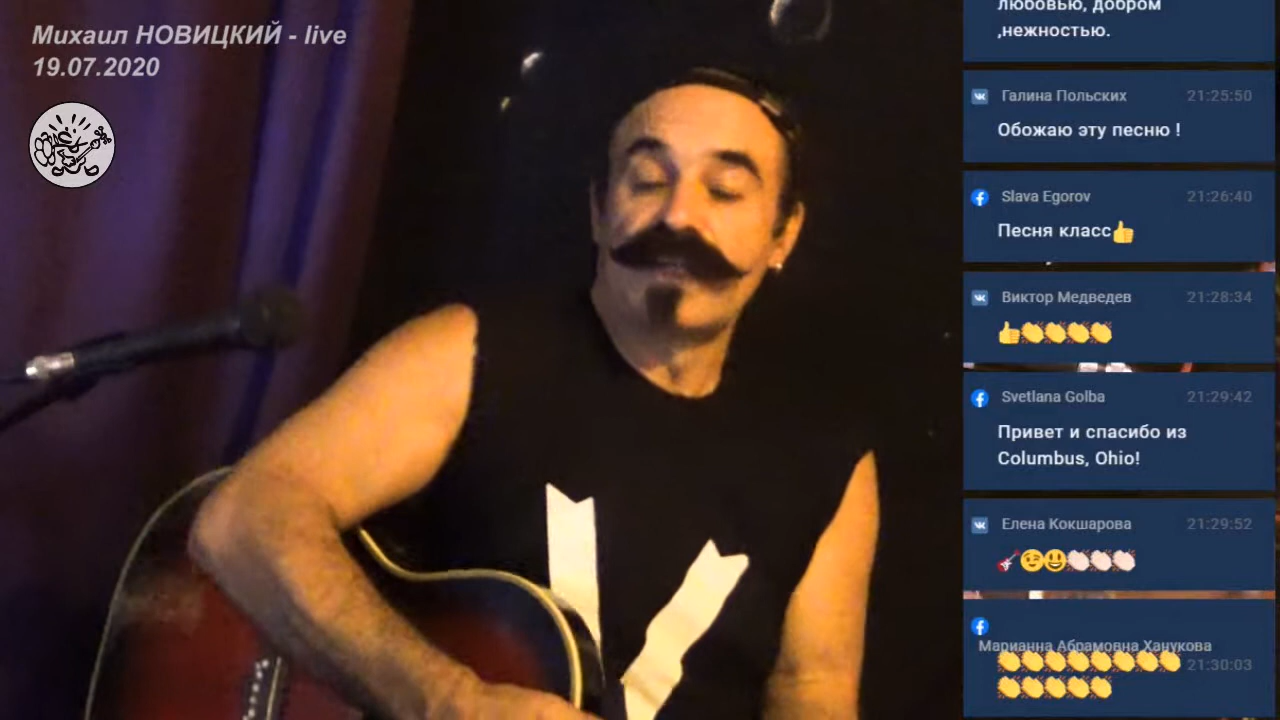 Михаил НОВИЦКИЙ - live
19.07.2020
любовью, добром
,нежностью.
Галина Польских 21:25:50
Обожаю эту песню !
Slava Egorov 21:26:40
Песня класс👍
Виктор Медведев 21:28:34
👍👏👏👏👏
Svetlana Golba 21:29:42
Привет и спасибо из
Columbus, Ohio!
Елена Кокшарова 21:29:52
🎸😉😃👏🏻👏🏻👏🏻
Марианна Абрамовна Ханукова
👏👏👏👏👏👏👏👏 21:30:03
👏👏👏👏👏